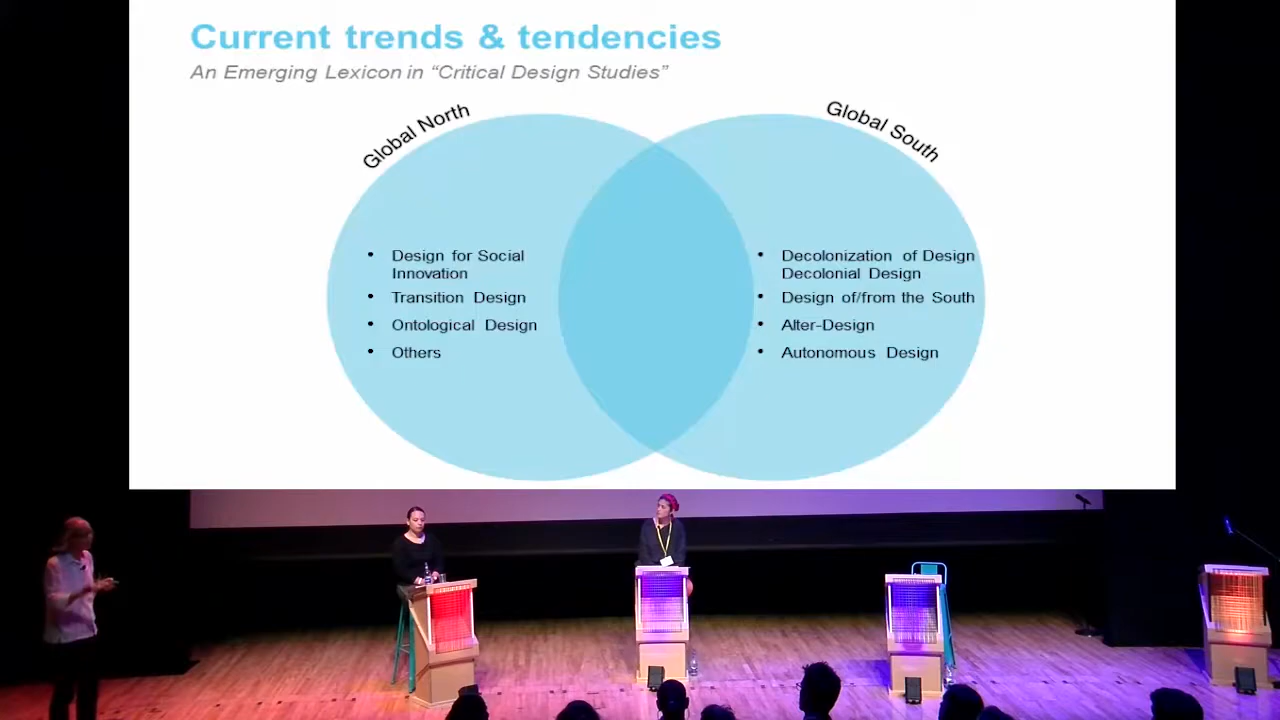 Current trends & tendencies
An Emerging Lexicon in “Critical Design Studies”
Global North
Global South
• Design for Social
Innovation
• Transition Design
• Ontological Design
• Others
• Decolonization of Design
Decolonial Design
• Design of/from the South
• Alter-Design
• Autonomous Design